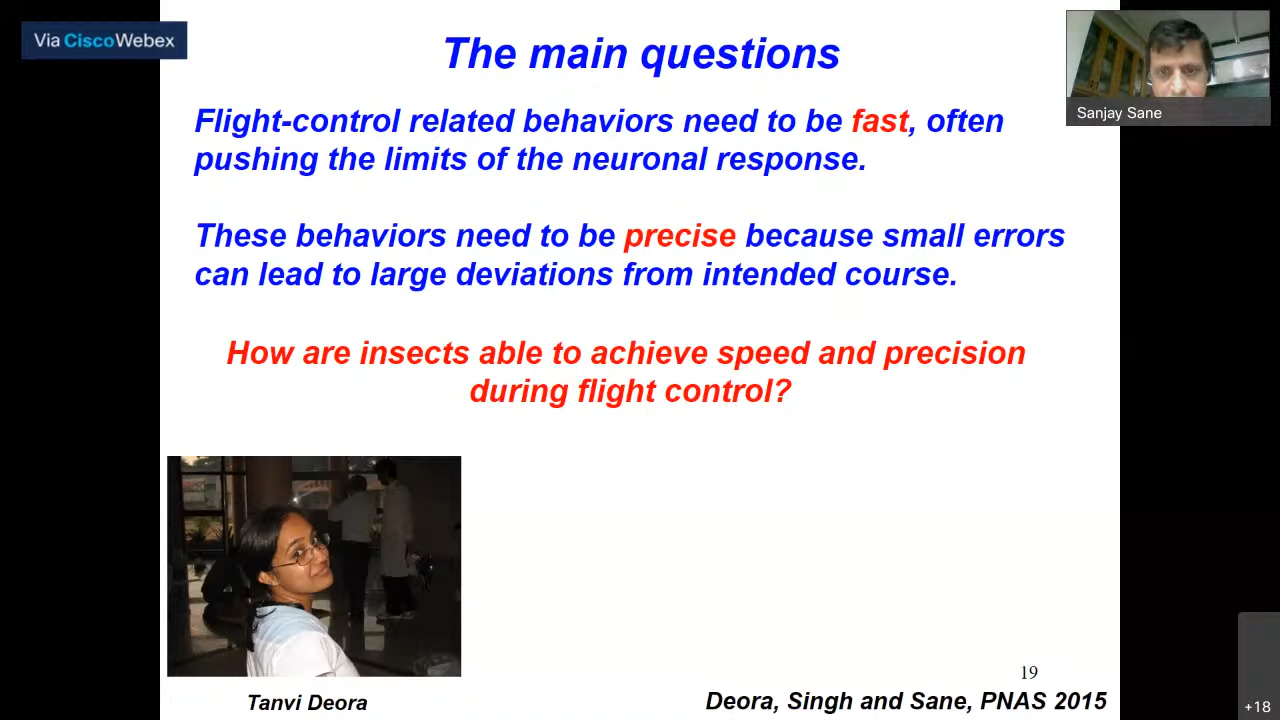 Via CiscoWebex
The main questions
Sanjay Sane
Flight-control related behaviors need to be fast, often
pushing the limits of the neuronal response.
These behaviors need to be precise because small errors
can lead to large deviations from intended course.
How are insects able to achieve speed and precision
during flight control?
Tanvi Deora
19
Deora, Singh and Sane, PNAS 2015
+18